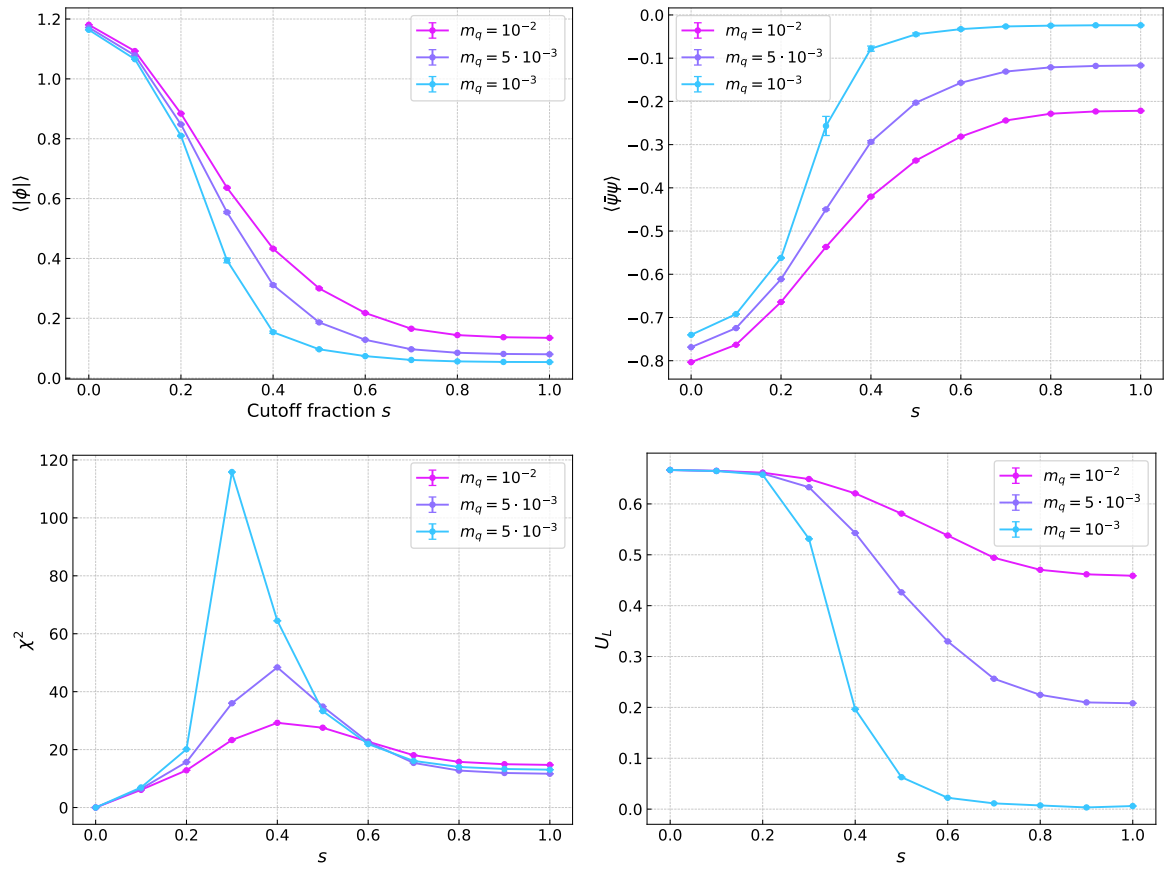 1.2
1.0
0.8
0.6
0.4
0.2
0.0
⟨|ϕ|⟩
0.0 0.2 0.4 0.6 0.8 1.0
Cutoff fraction s
m_q = 10⁻²
m_q = 5 · 10⁻³
m_q = 10⁻³
0.0
−0.1
−0.2
−0.3
−0.4
−0.5
−0.6
−0.7
−0.8
⟨ψ̄ψ⟩
0.0 0.2 0.4 0.6 0.8 1.0
s
m_q = 10⁻²
m_q = 5 · 10⁻³
m_q = 10⁻³
120
100
80
60
40
20
0
χ²
0.0 0.2 0.4 0.6 0.8 1.0
s
m_q = 10⁻²
m_q = 5 · 10⁻³
m_q = 5 · 10⁻³
0.6
0.5
0.4
0.3
0.2
0.1
0.0
U_L
0.0 0.2 0.4 0.6 0.8 1.0
s
m_q = 10⁻²
m_q = 5 · 10⁻³
m_q = 10⁻³